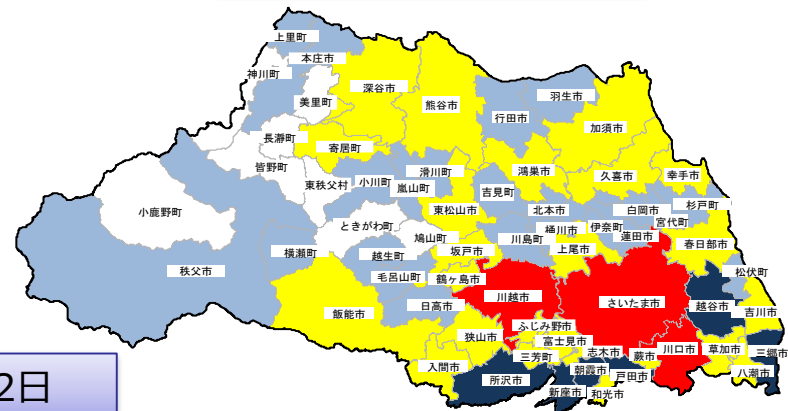 上里町
本庄市
神川町
深谷市
美里町
熊谷市
羽生市
行田市
加須市
長瀞町
寄居町
皆野町
滑川町
鴻巣市
久喜市
幸手市
東秩父村
小川町
嵐山町
吉見町
小鹿野町
東松山市
北本市
白岡市
杉戸町
ときがわ町
桶川市
伊奈町
宮代町
横瀬町
鳩山町
川島町
蓮田市
越生町
坂戸市
上尾市
春日部市
秩父市
毛呂山町
鶴ヶ島市
松伏町
日高市
川越市
さいたま市
越谷市
飯能市
吉川市
ふじみ野市
狭山市
富士見市
三芳町
志木市
蕨市
川口市
草加市
三郷市
入間市
朝霞市
戸田市
八潮市
所沢市
新座市
和光市
2日